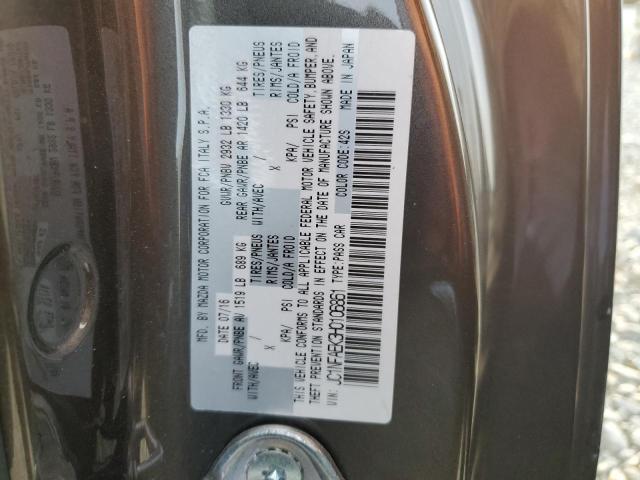 MFD. BY MAZDA MOTOR CORPORATION FOR FCA ITALY S.P.A.
DATE 07/16 GVWR/PNBV 2932 LB 1330 KG
FRONT GAWR/PNBE AV 1519 LB 689 KG REAR GAWR/PNBE AR 1420 LB 644 KG
WITH/AVEC / TIRES/PNEUS WITH/AVEC / TIRES/PNEUS
X RIMS/JANTES X RIMS/JANTES
KPA/ PSI COLD/A FROID KPA/ PSI COLD/A FROID
THIS VEHICLE CONFORMS TO ALL APPLICABLE FEDERAL MOTOR VEHICLE SAFETY,BUMPER,AND
THEFT PREVENTION STANDARDS IN EFFECT ON THE DATE OF MANUFACTURE SHOWN ABOVE.
VIN: JC1NFAEK3H0106861 TYPE:PASS CAR COLOR CODE:42S MADE IN JAPAN